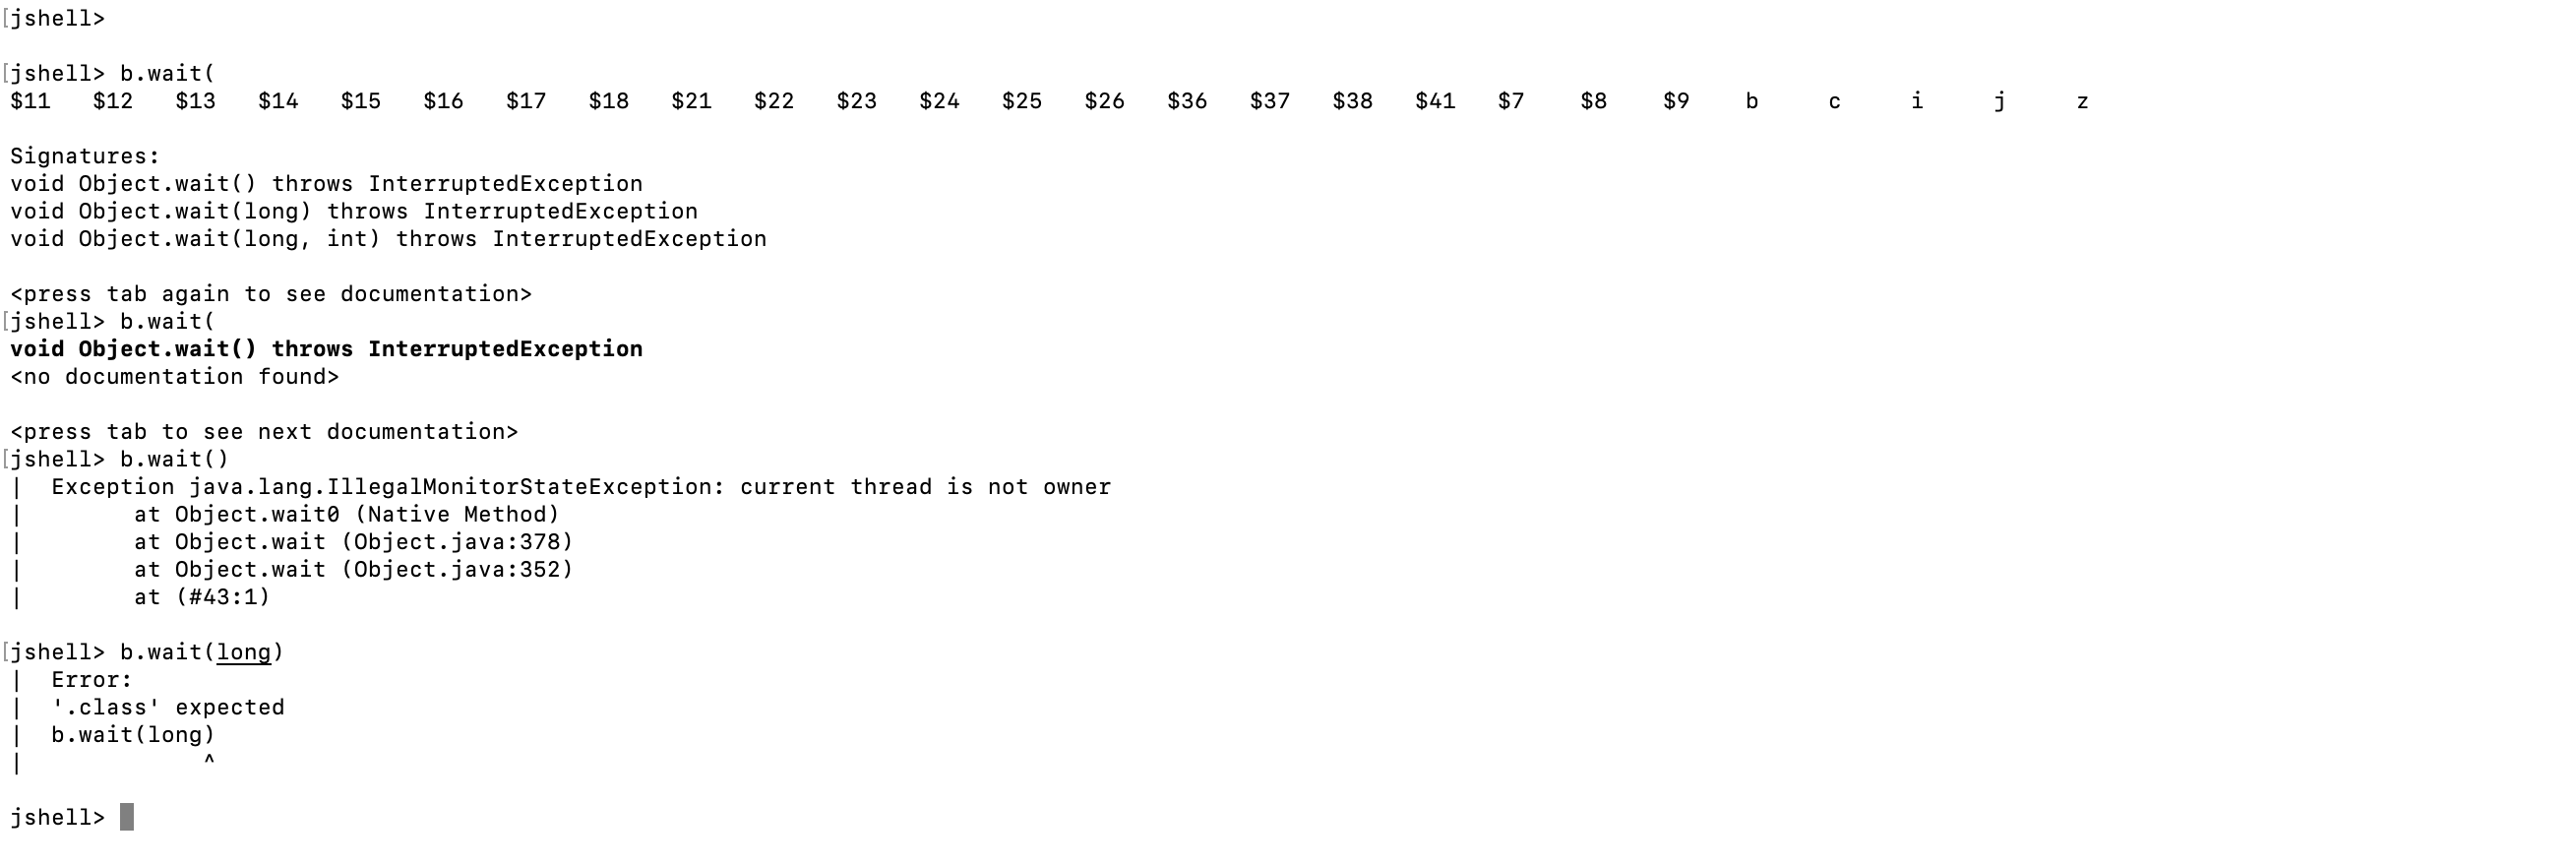 [jshell>
[jshell> b.wait(
$11   $12   $13   $14   $15   $16   $17   $18   $21   $22   $23   $24   $25   $26   $36   $37   $38   $41   $7    $8    $9    b     c     i     j     z
Signatures:
void Object.wait() throws InterruptedException
void Object.wait(long) throws InterruptedException
void Object.wait(long, int) throws InterruptedException
<press tab again to see documentation>
[jshell> b.wait(
void Object.wait() throws InterruptedException
<no documentation found>
<press tab to see next documentation>
[jshell> b.wait()
|  Exception java.lang.IllegalMonitorStateException: current thread is not owner
|        at Object.wait0 (Native Method)
|        at Object.wait (Object.java:378)
|        at Object.wait (Object.java:352)
|        at (#43:1)
[jshell> b.wait(long)
|  Error:
|  '.class' expected
|  b.wait(long)
|             ^
jshell>